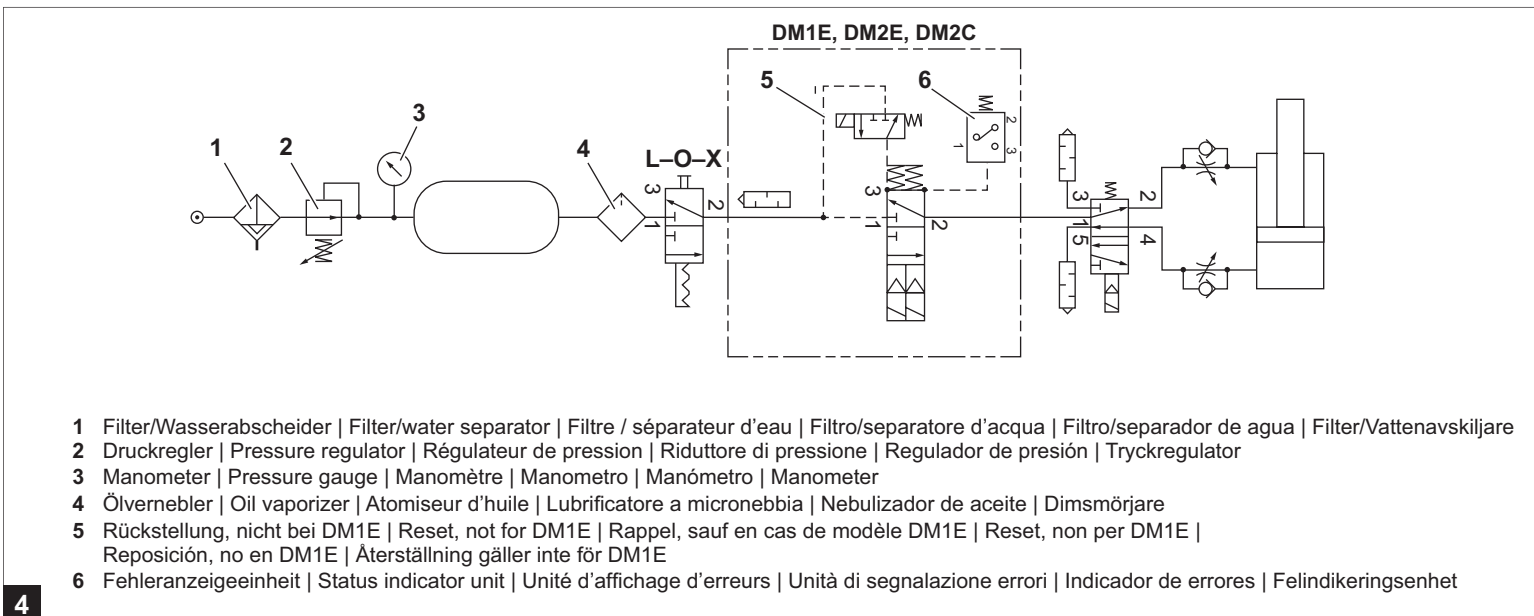 DM1E, DM2E, DM2C
5
6
3
1
2
4
L–O–X
3
2
1
3
1
2
1
2
3
3
1
5
2
4
1 Filter/Wasserabscheider | Filter/water separator | Filtre / séparateur d'eau | Filtro/separatore d'acqua | Filtro/separador de agua | Filter/Vattenavskiljare
2 Druckregler | Pressure regulator | Régulateur de pression | Riduttore di pressione | Regulador de presión | Tryckregulator
3 Manometer | Pressure gauge | Manomètre | Manometro | Manómetro | Manometer
4 Ölvernebler | Oil vaporizer | Atomiseur d'huile | Lubrificatore a micronebbia | Nebulizador de aceite | Dimsmörjare
5 Rückstellung, nicht bei DM1E | Reset, not for DM1E | Rappel, sauf en cas de modèle DM1E | Reset, non per DM1E |
Reposición, no en DM1E | Återställning gäller inte för DM1E
6 Fehleranzeigeeinheit | Status indicator unit | Unité d'affichage d'erreurs | Unità di segnalazione errori | Indicador de errores | Felindikeringsenhet
4